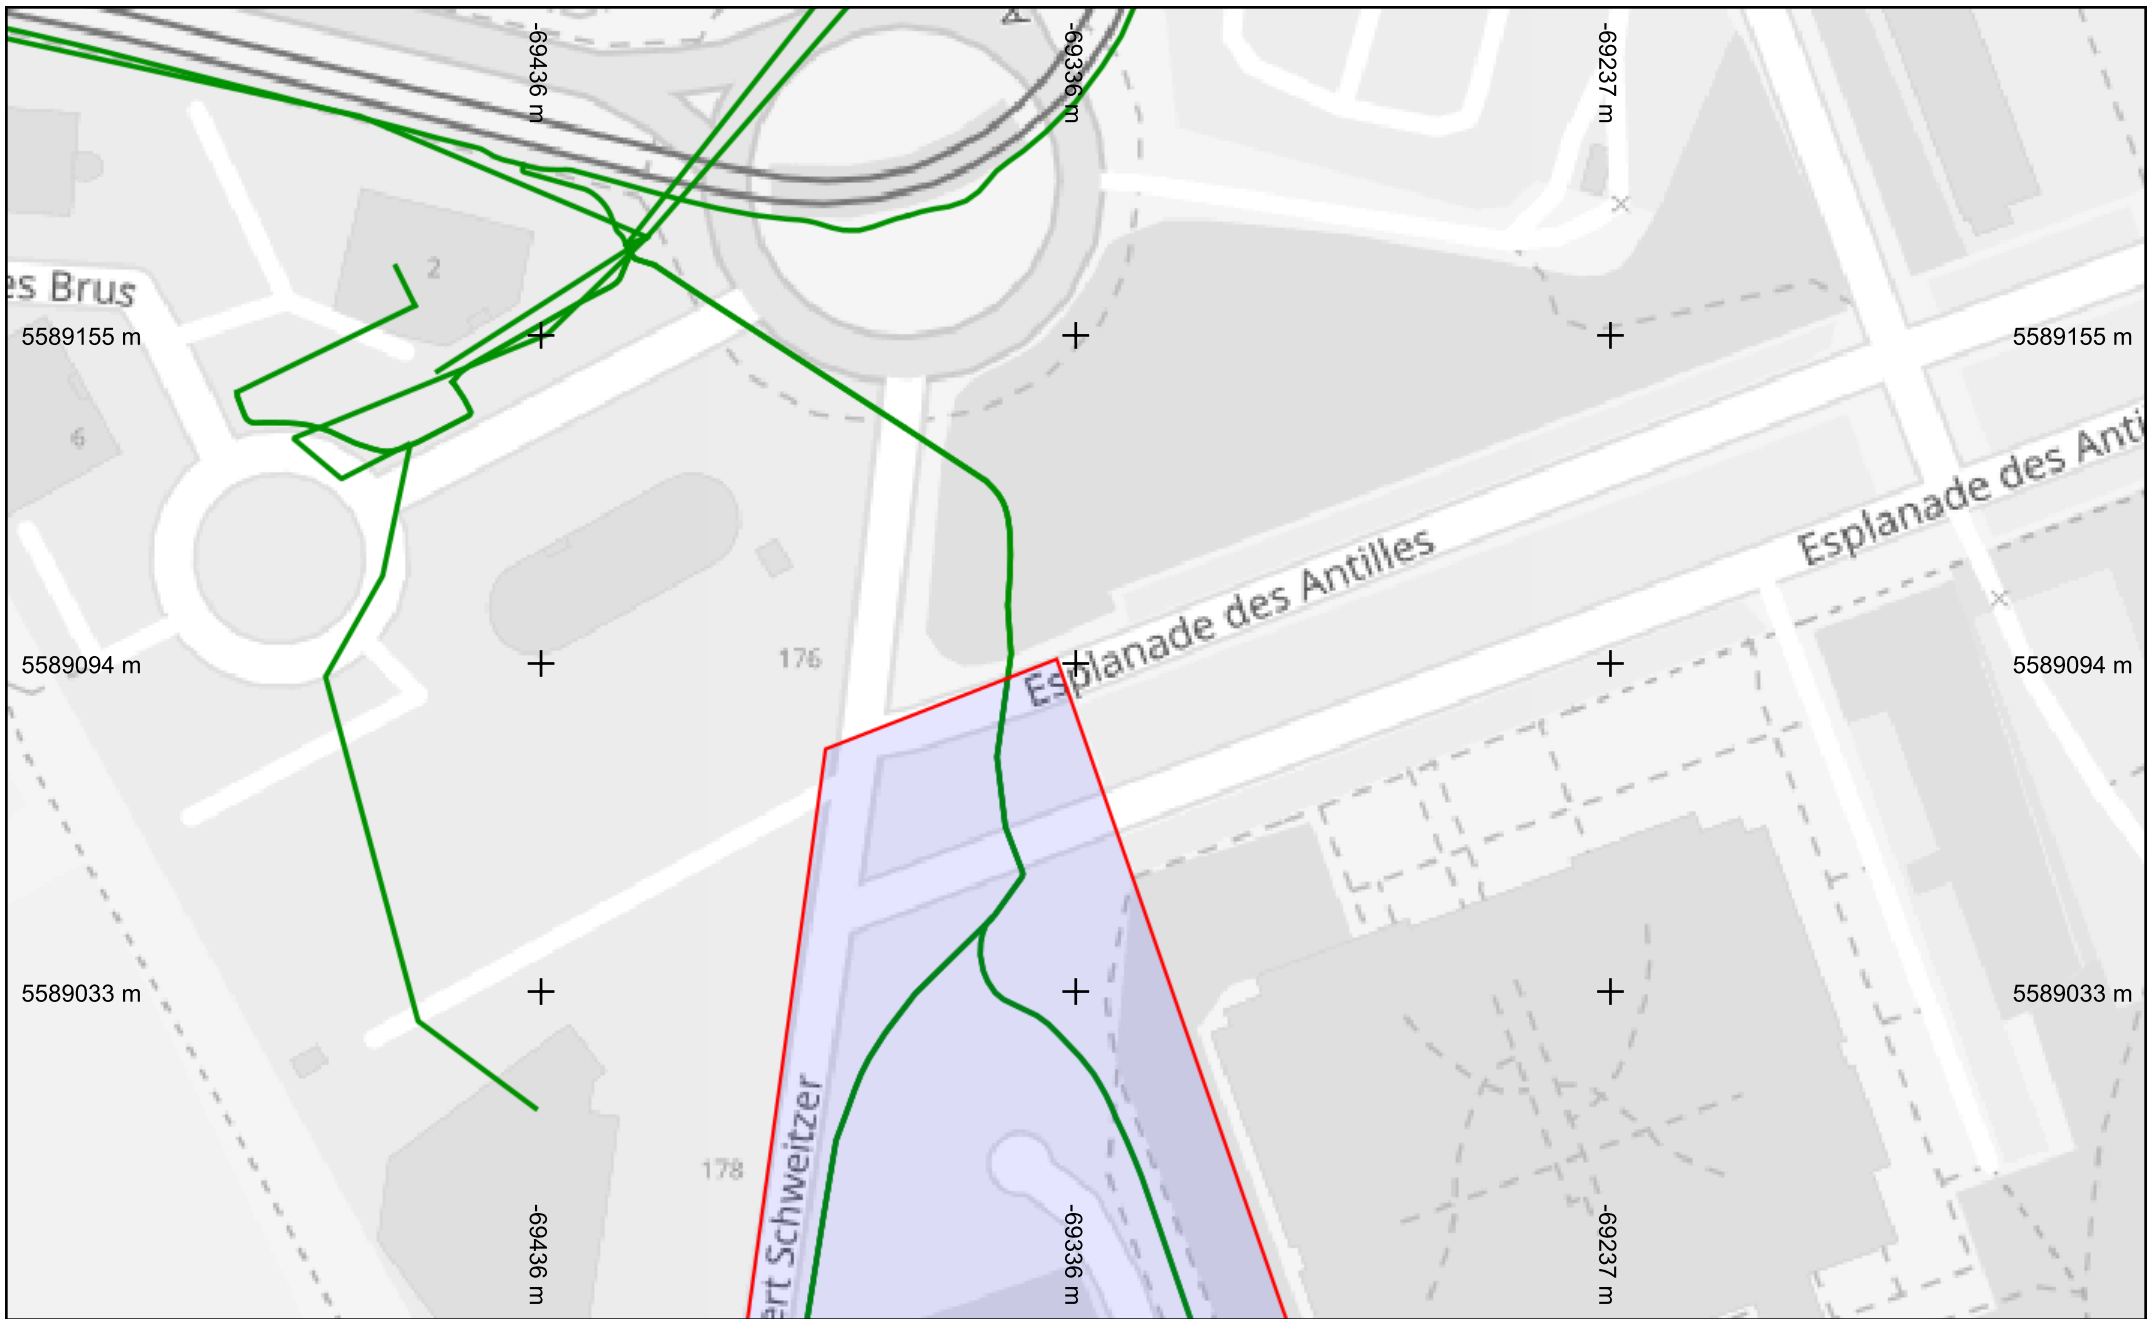 -69436 m
-69336 m
-69237 m
A
es Brus
2
6
5589155 m
5589155 m
Esplanade des Antilles
Esplanade des Anti
176
5589094 m
5589094 m
5589033 m
5589033 m
178
ert Schweitzer
-69436 m
-69336 m
-69237 m